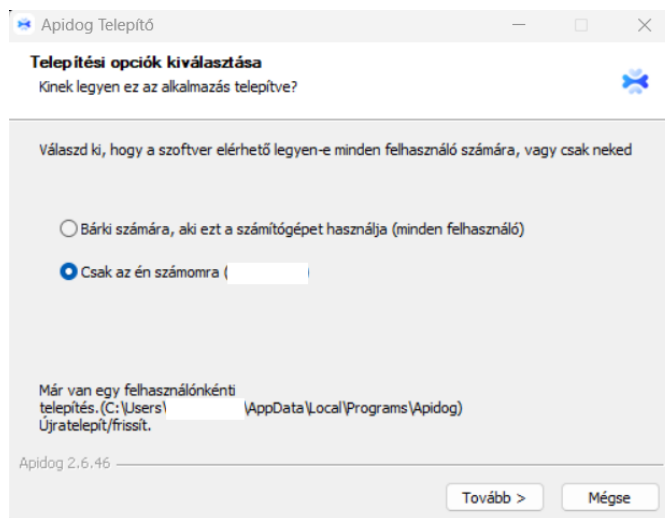 Apidog Telepítő
Telepítési opciók kiválasztása
Kinek legyen ez az alkalmazás telepítve?
Válaszd ki, hogy a szoftver elérhető legyen-e minden felhasználó számára, vagy csak neked
Bárki számára, aki ezt a számítógépet használja (minden felhasználó)
Csak az én számomra ( )
Már van egy felhasználónkénti
telepítés.(C:\Users\ \AppData\Local\Programs\Apidog)
Újratelepít/frissít.
Apidog 2.6.46
Tovább >
Mégse